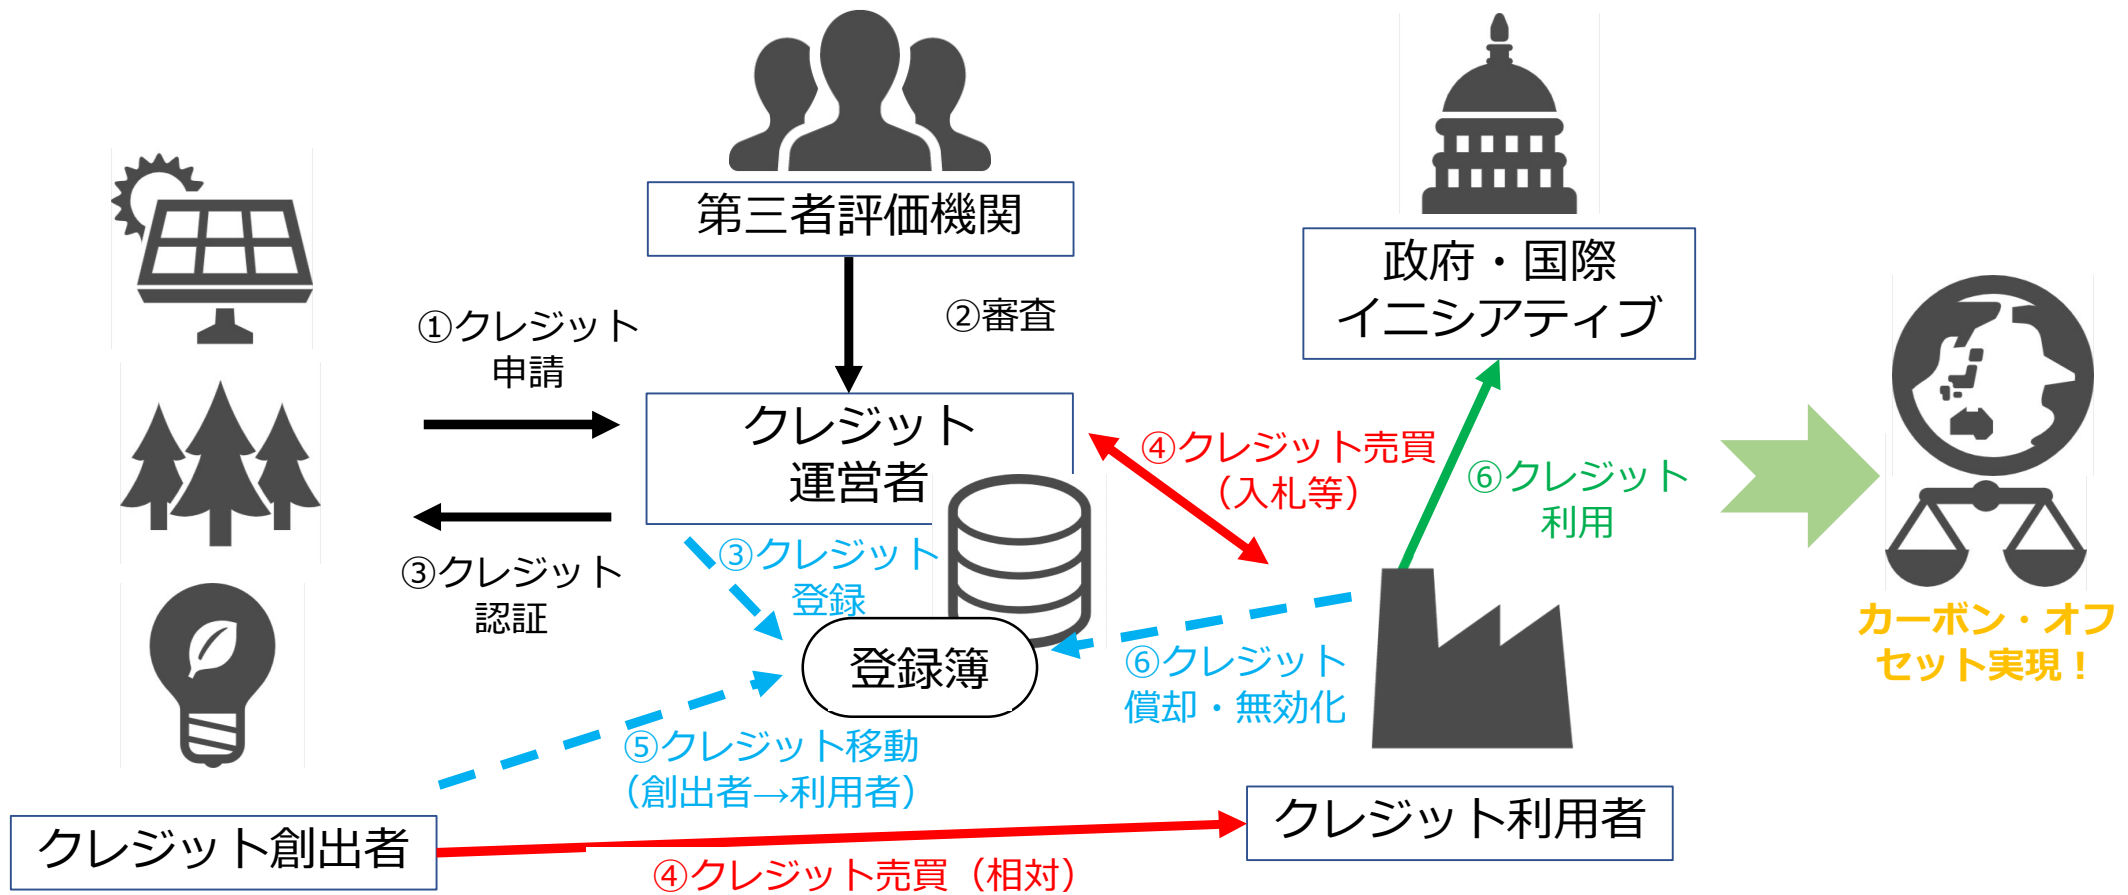 第三者評価機関
政府・国際
イニシアティブ
①クレジット
申請
②審査
クレジット
運営者
④クレジット売買
（入札等）
⑥クレジット
利用
③クレジット
認証
③クレジット
登録
登録簿
⑥クレジット
償却・無効化
カーボン・オフ
セット実現！
⑤クレジット移動
（創出者→利用者）
クレジット創出者
クレジット利用者
④クレジット売買（相対）